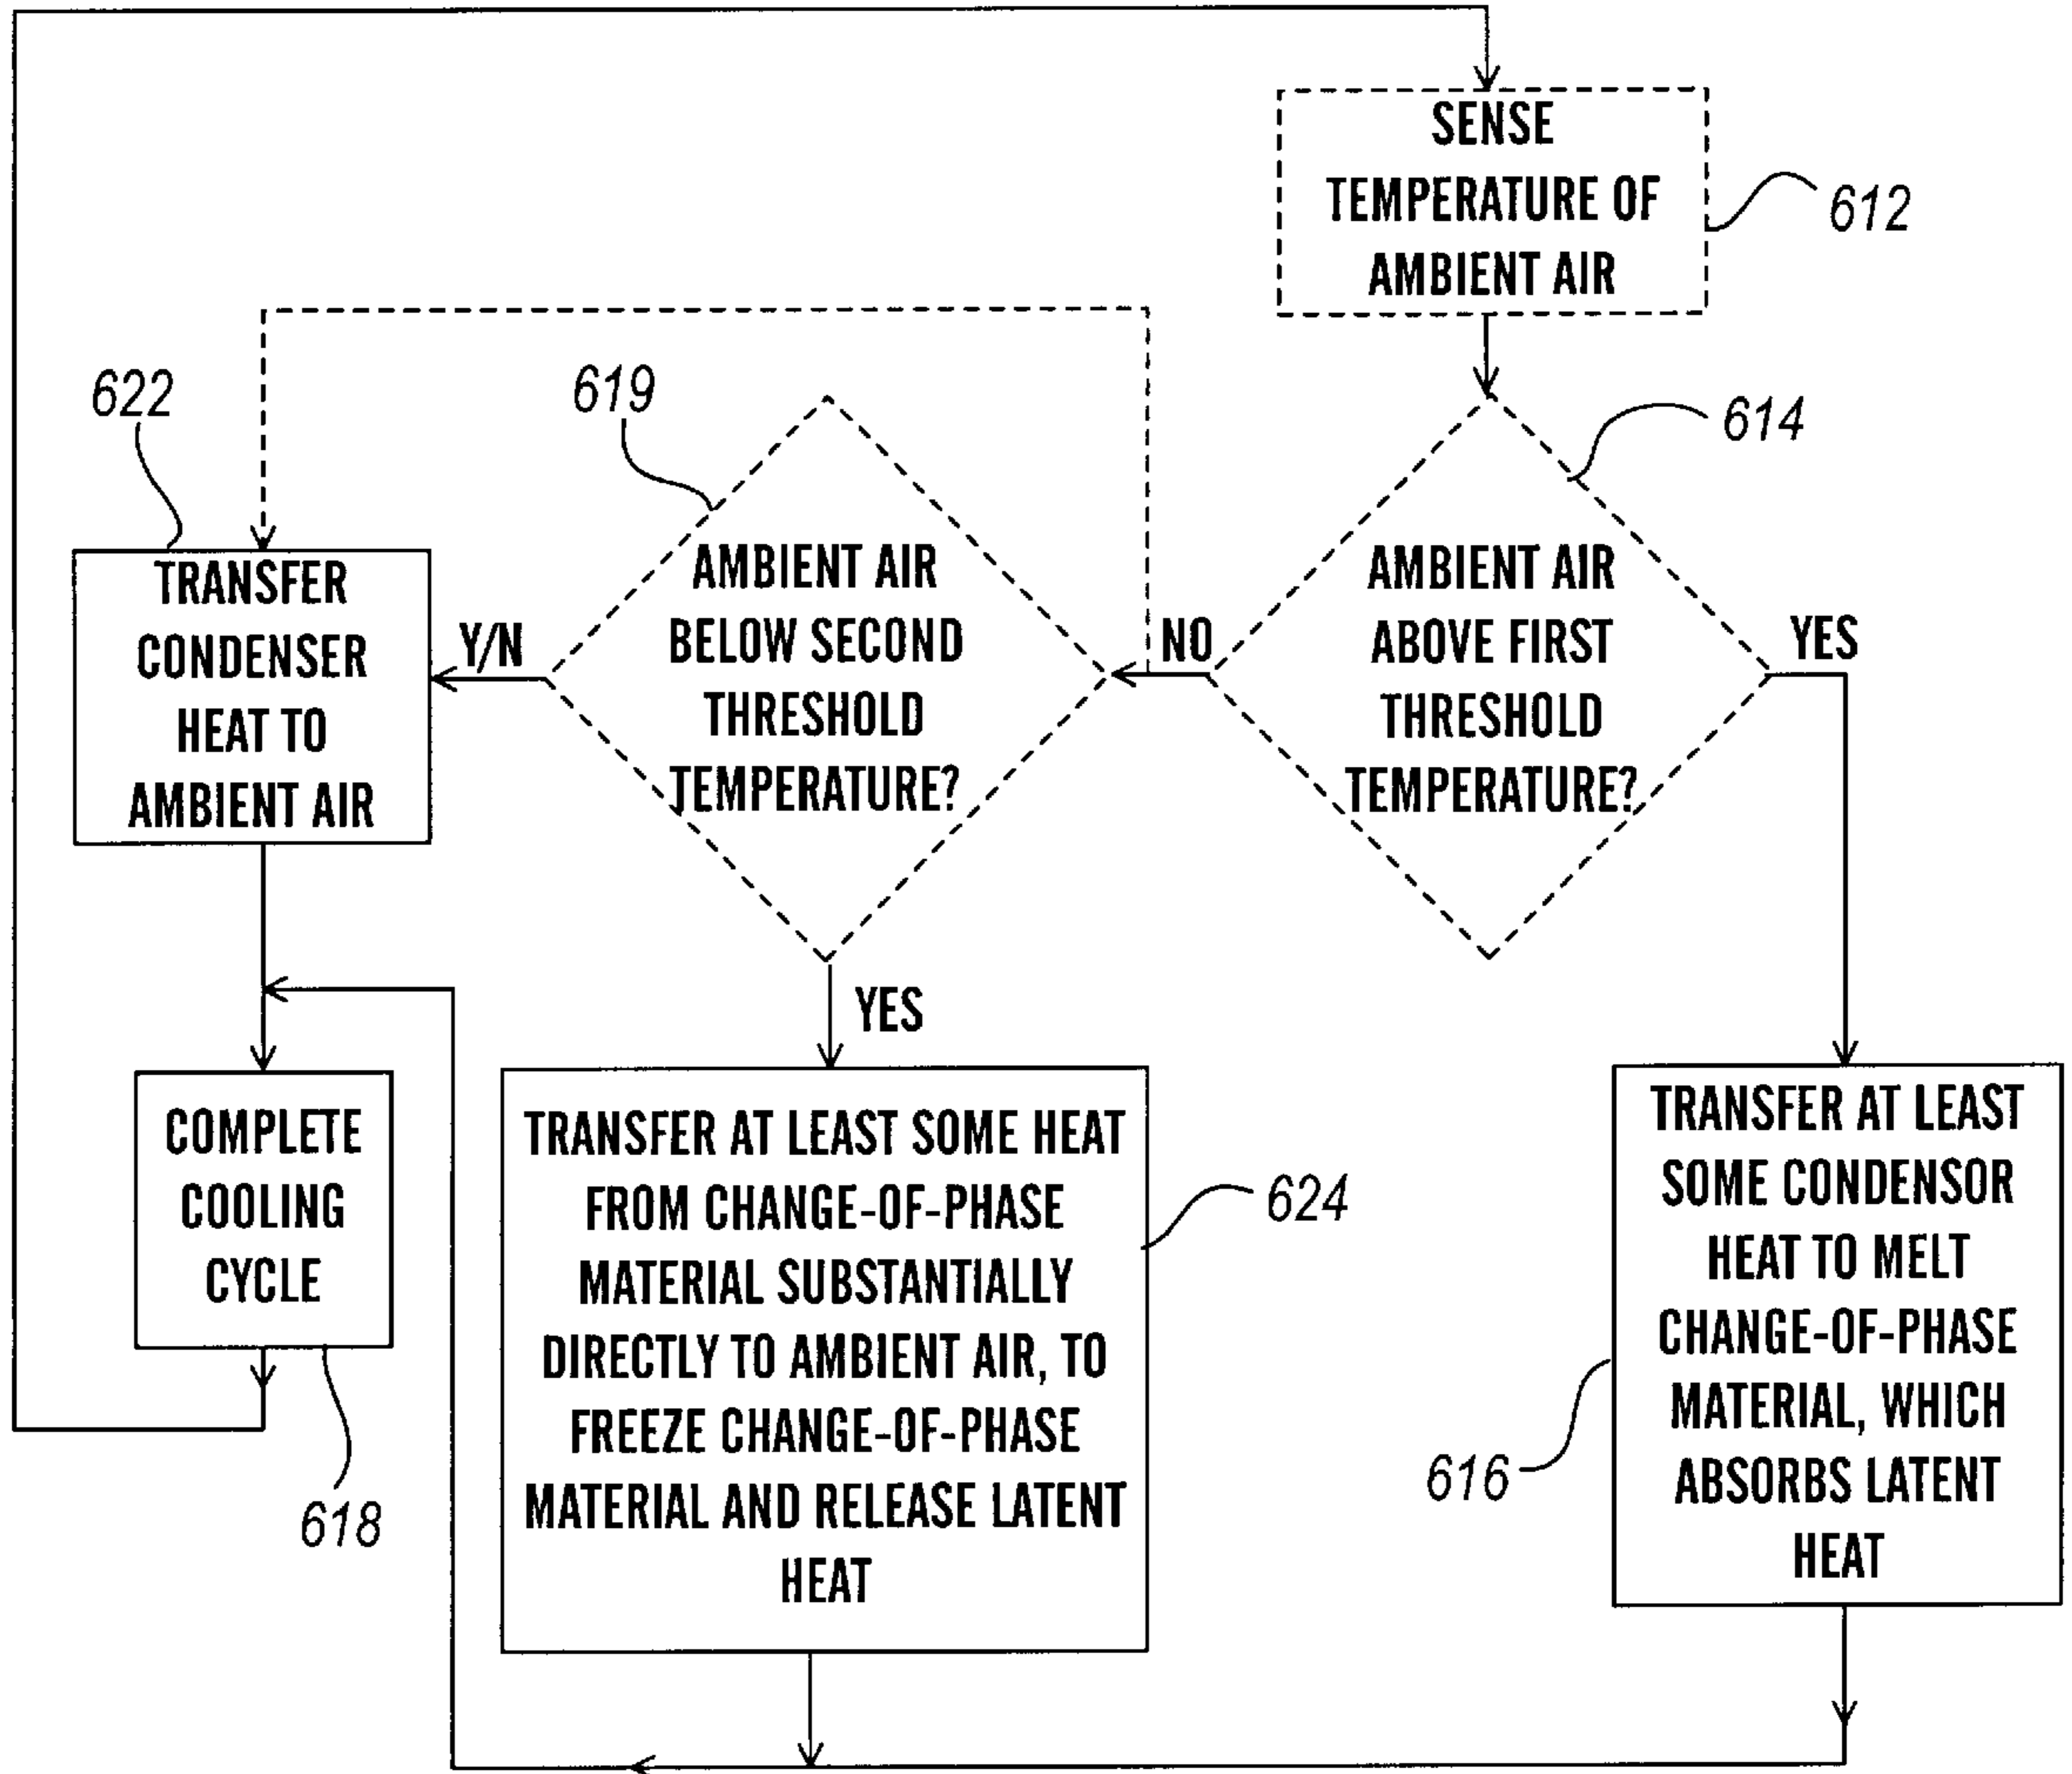 SENSE
TEMPERATURE OF
AMBIENT AIR
612
622
619
614
TRANSFER
CONDENSER
HEAT TO
AMBIENT AIR
Y/N
AMBIENT AIR
BELOW SECOND
THRESHOLD
TEMPERATURE?
NO
AMBIENT AIR
ABOVE FIRST
THRESHOLD
TEMPERATURE?
YES
YES
COMPLETE
COOLING
CYCLE
618
TRANSFER AT LEAST SOME HEAT
FROM CHANGE-OF-PHASE
MATERIAL SUBSTANTIALLY
DIRECTLY TO AMBIENT AIR, TO
FREEZE CHANGE-OF-PHASE
MATERIAL AND RELEASE LATENT
HEAT
624
TRANSFER AT LEAST
SOME CONDENSOR
HEAT TO MELT
CHANGE-OF-PHASE
MATERIAL, WHICH
ABSORBS LATENT
HEAT
616